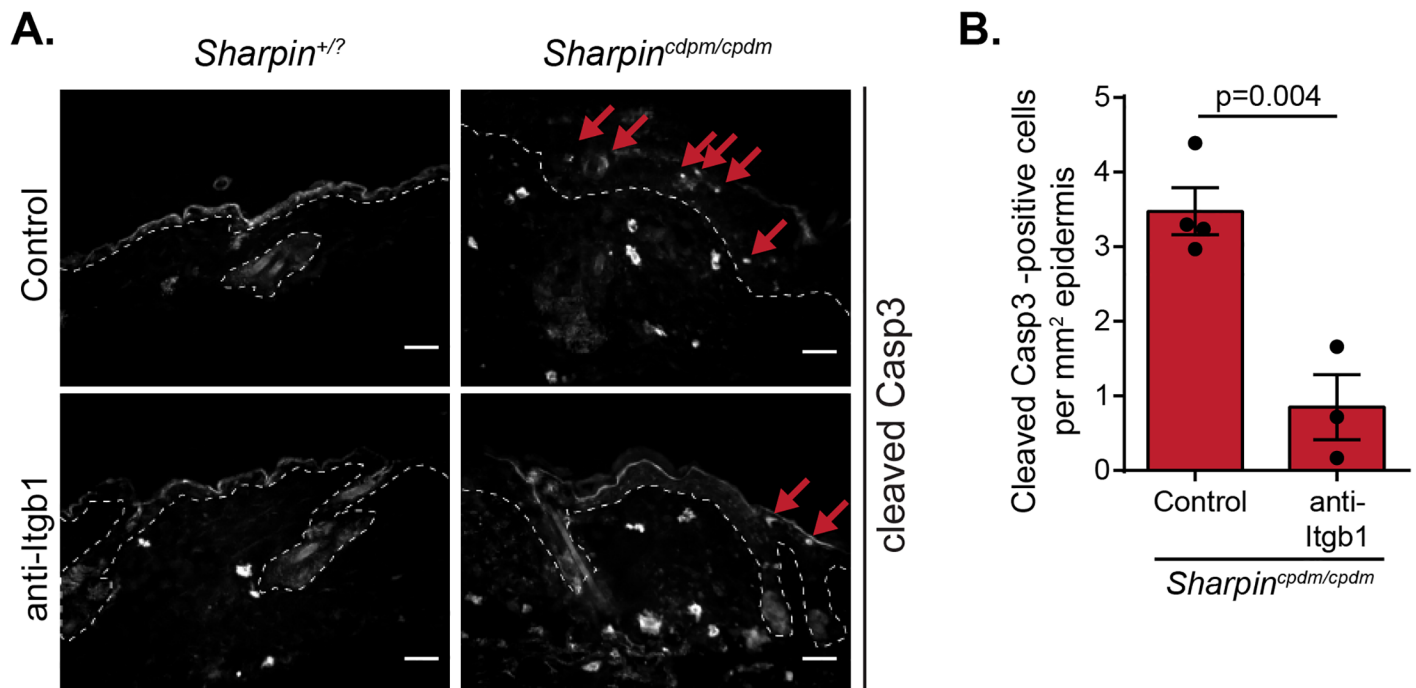 A.
Sharpin+/?
Sharpincdpm/cpdm
Control
anti-Itgb1
cleaved Casp3
B.
Cleaved Casp3 -positive cells
per mm2 epidermis
p=0.004
5
4
3
2
1
0
Control
anti-
Itgb1
Sharpincpdm/cpdm